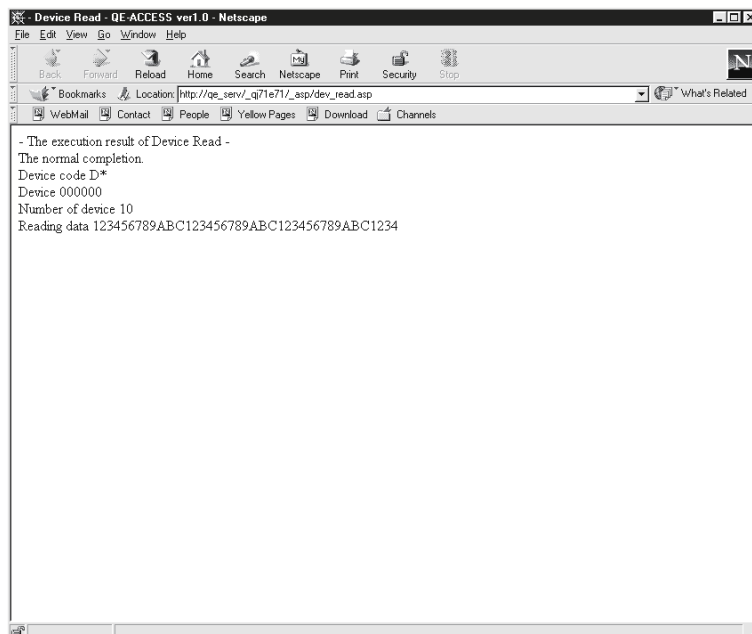 - Device Read - QE-ACCESS ver1.0 - Netscape
File Edit View Go Window Help
Back Forward Reload Home Search Netscape Print Security Stop
Bookmarks Location: http://qe_serv/_qj71e71/_asp/dev_read.asp What's Related
WebMail Contact People Yellow Pages Download Channels
- The execution result of Device Read -
The normal completion.
Device code D*
Device 000000
Number of device 10
Reading data 123456789ABC123456789ABC123456789ABC1234